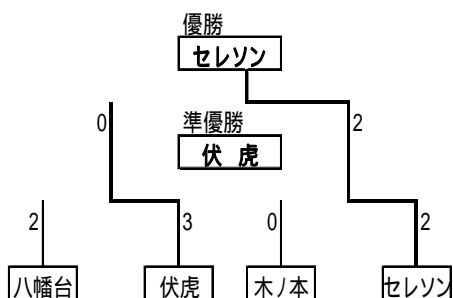 優勝
セレソン
0 準優勝 2
伏 虎
2 3 0 2
八幡台 伏虎 木ノ本 セレソン